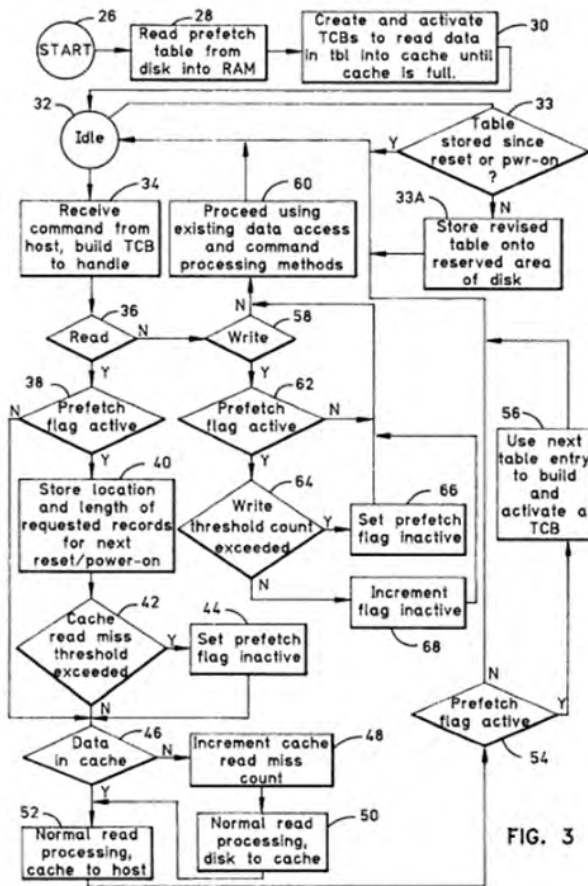 26
START
28
Read prefetch
table from
disk into RAM
30
Create and activate
TCBs to read data
in tbl into cache until
cache is full.
32
Idle
33
Table
stored since
reset or pwr-on
?
Y
N
33A
Store revised
table onto
reserved area
of disk
34
Receive
command from
host, build TCB
to handle
60
Proceed using
existing data access
and command
processing methods
N
36
Read
N
Y
58
Write
Y
38
N
Prefetch
flag active
Y
62
Prefetch
flag active
N
Y
40
Store location
and length of
requested records
for next
reset/power-on
64
Write
threshold count
exceeded
Y
N
66
Set prefetch
flag inactive
56
Use next
table entry
to build
and
activate a
TCB
42
Cache
read miss
threshold
exceeded
Y
N
44
Set prefetch
flag inactive
Increment
flag inactive
68
N
Prefetch
flag active
Y
54
46
Data
in cache
N
Y
Increment cache
read miss
count
48
52
Normal read
processing,
cache to host
Normal read
processing,
disk to cache
50
FIG. 3